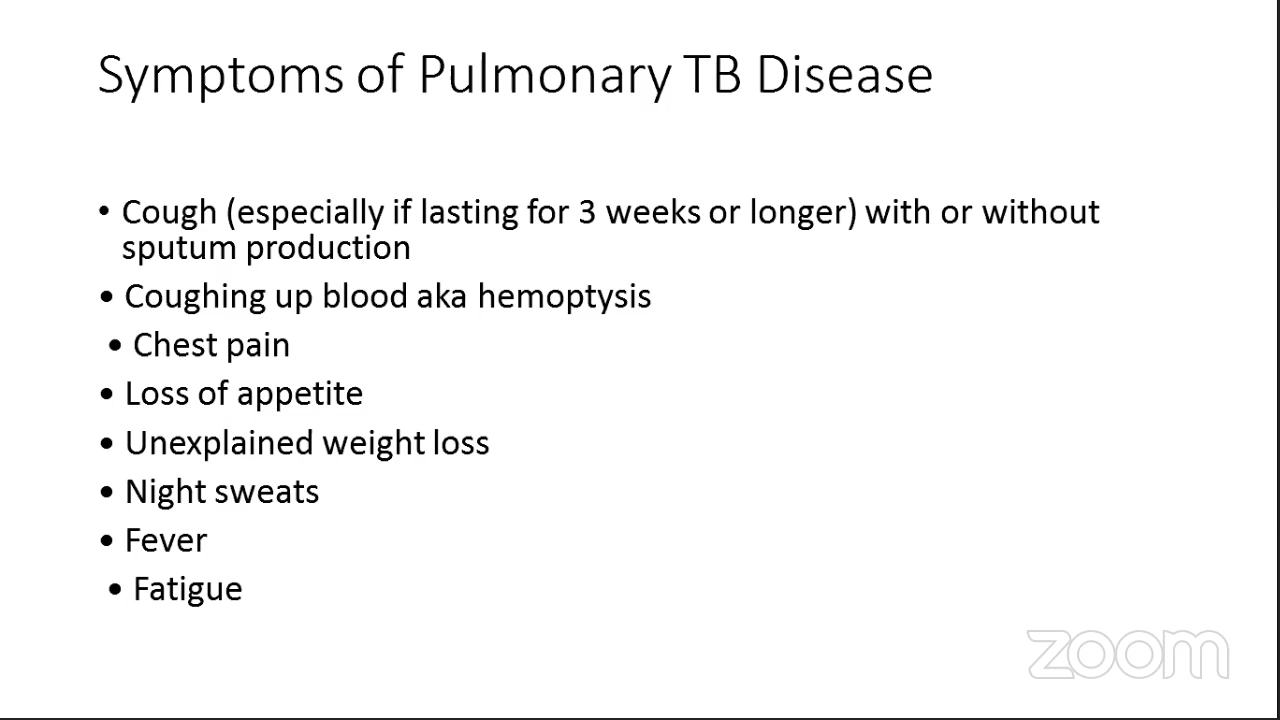 Symptoms of Pulmonary TB Disease
• Cough (especially if lasting for 3 weeks or longer) with or without
sputum production
• Coughing up blood aka hemoptysis
• Chest pain
• Loss of appetite
• Unexplained weight loss
• Night sweats
• Fever
• Fatigue
zoom